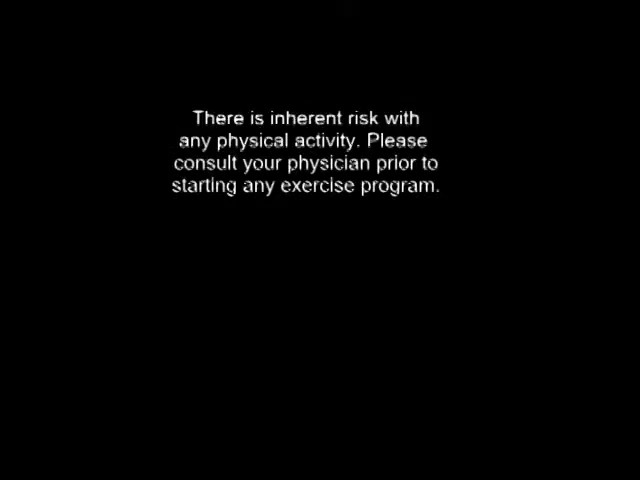 There is inherent risk with
any physical activity. Please
consult your physician prior to
starting any exercise program.